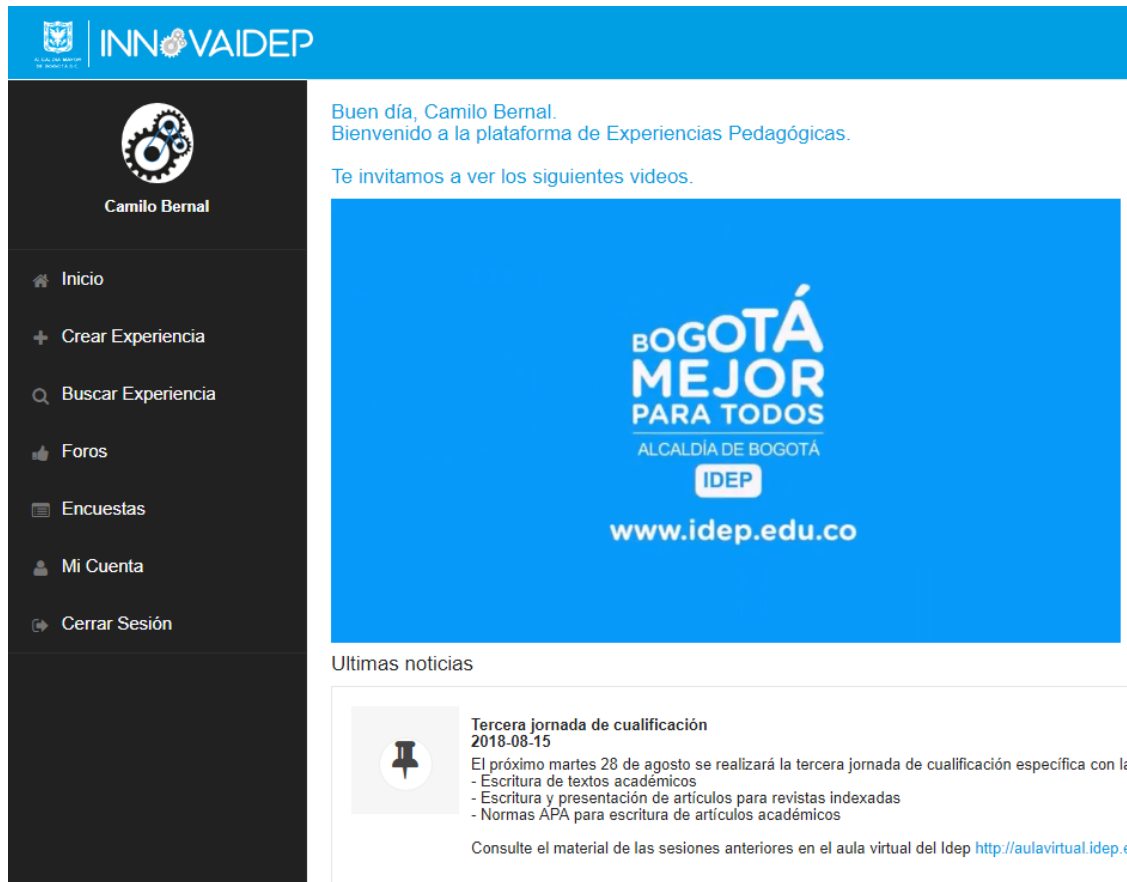 ALCALDÍA MAYOR
DE BOGOTÁ D.C.
INNOVAIDEP
Camilo Bernal
Inicio
Crear Experiencia
Buscar Experiencia
Foros
Encuestas
Mi Cuenta
Cerrar Sesión
Buen día, Camilo Bernal.
Bienvenido a la plataforma de Experiencias Pedagógicas.
Te invitamos a ver los siguientes videos.
BOGOTÁ
MEJOR
PARA TODOS
ALCALDÍA DE BOGOTÁ
IDEP
www.idep.edu.co
Ultimas noticias
Tercera jornada de cualificación
2018-08-15
El próximo martes 28 de agosto se realizará la tercera jornada de cualificación específica con la
- Escritura de textos académicos
- Escritura y presentación de artículos para revistas indexadas
- Normas APA para escritura de artículos académicos
Consulte el material de las sesiones anteriores en el aula virtual del Idep http://aulavirtual.idep.e